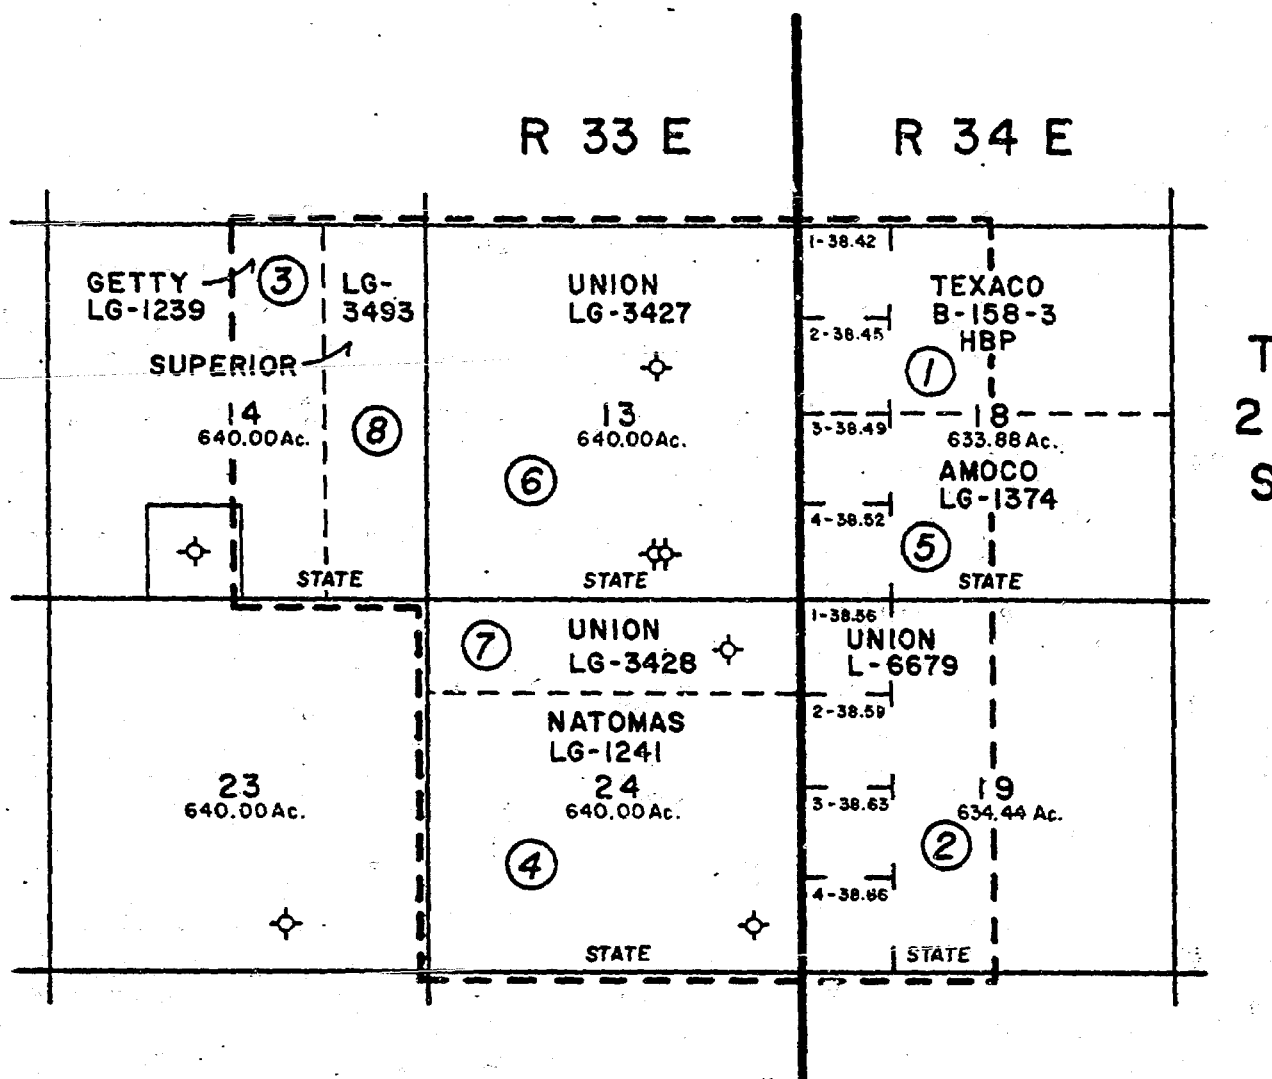 R 33 E
R 34 E
T
2
S
GETTY
LG-1239
3
LG-
3493
SUPERIOR
14
640.00Ac.
8
UNION
LG-3427
13
640.00Ac.
6
STATE
STATE
1-38.42
2-38.45
3-38.49
4-38.52
TEXACO
B-158-3
HBP
1
18
633.88 Ac.
AMOCO
LG-1374
5
STATE
23
640.00Ac.
7
UNION
LG-3428
NATOMAS
LG-1241
24
640.00Ac.
4
STATE
1-38.56
UNION
L-6679
2-38.59
3-38.63
4-38.66
19
634.44 Ac.
2
STATE